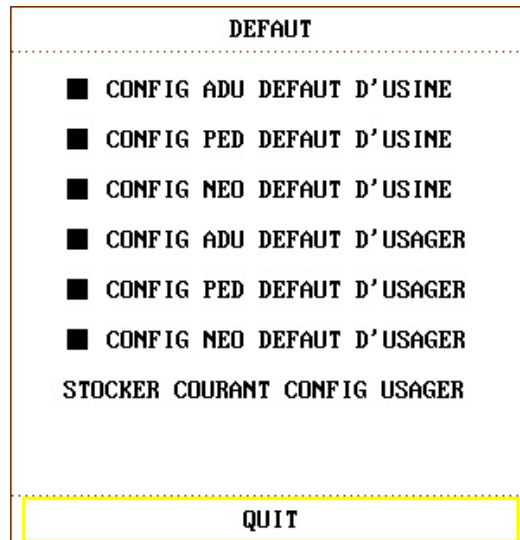 DEFAUT
CONFIG ADU DEFAUT D'USINE
CONFIG PED DEFAUT D'USINE
CONFIG NEO DEFAUT D'USINE
CONFIG ADU DEFAUT D'USAGER
CONFIG PED DEFAUT D'USAGER
CONFIG NEO DEFAUT D'USAGER
STOCKER COURANT CONFIG USAGER
QUIT